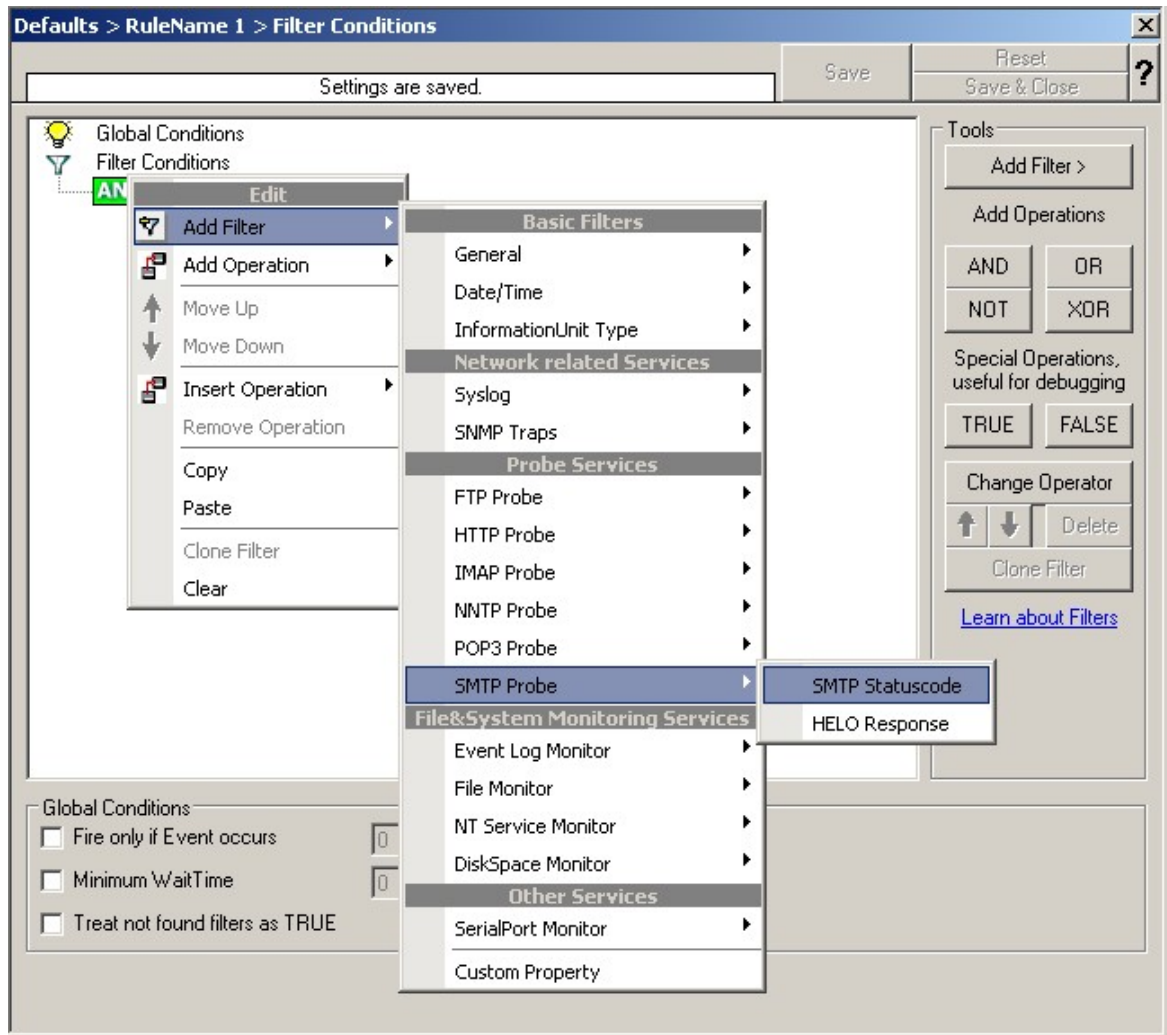 Defaults > RuleName 1 > Filter Conditions
Settings are saved.
Save
Reset
Save & Close
?
Global Conditions
Filter Conditions
AN
Edit
Add Filter
Add Operation
Move Up
Move Down
Insert Operation
Remove Operation
Copy
Paste
Clone Filter
Clear
Basic Filters
General
Date/Time
InformationUnit Type
Network related Services
Syslog
SNMP Traps
Probe Services
FTP Probe
HTTP Probe
IMAP Probe
NNTP Probe
POP3 Probe
SMTP Probe
File&System Monitoring Services
Event Log Monitor
File Monitor
NT Service Monitor
DiskSpace Monitor
Other Services
SerialPort Monitor
Custom Property
SMTP Statuscode
HELO Response
Tools
Add Filter >
Add Operations
AND OR
NOT XOR
Special Operations,
useful for debugging
TRUE FALSE
Change Operator
Delete
Clone Filter
Learn about Filters
Global Conditions
Fire only if Event occurs 0
Minimum WaitTime 0
Treat not found filters as TRUE